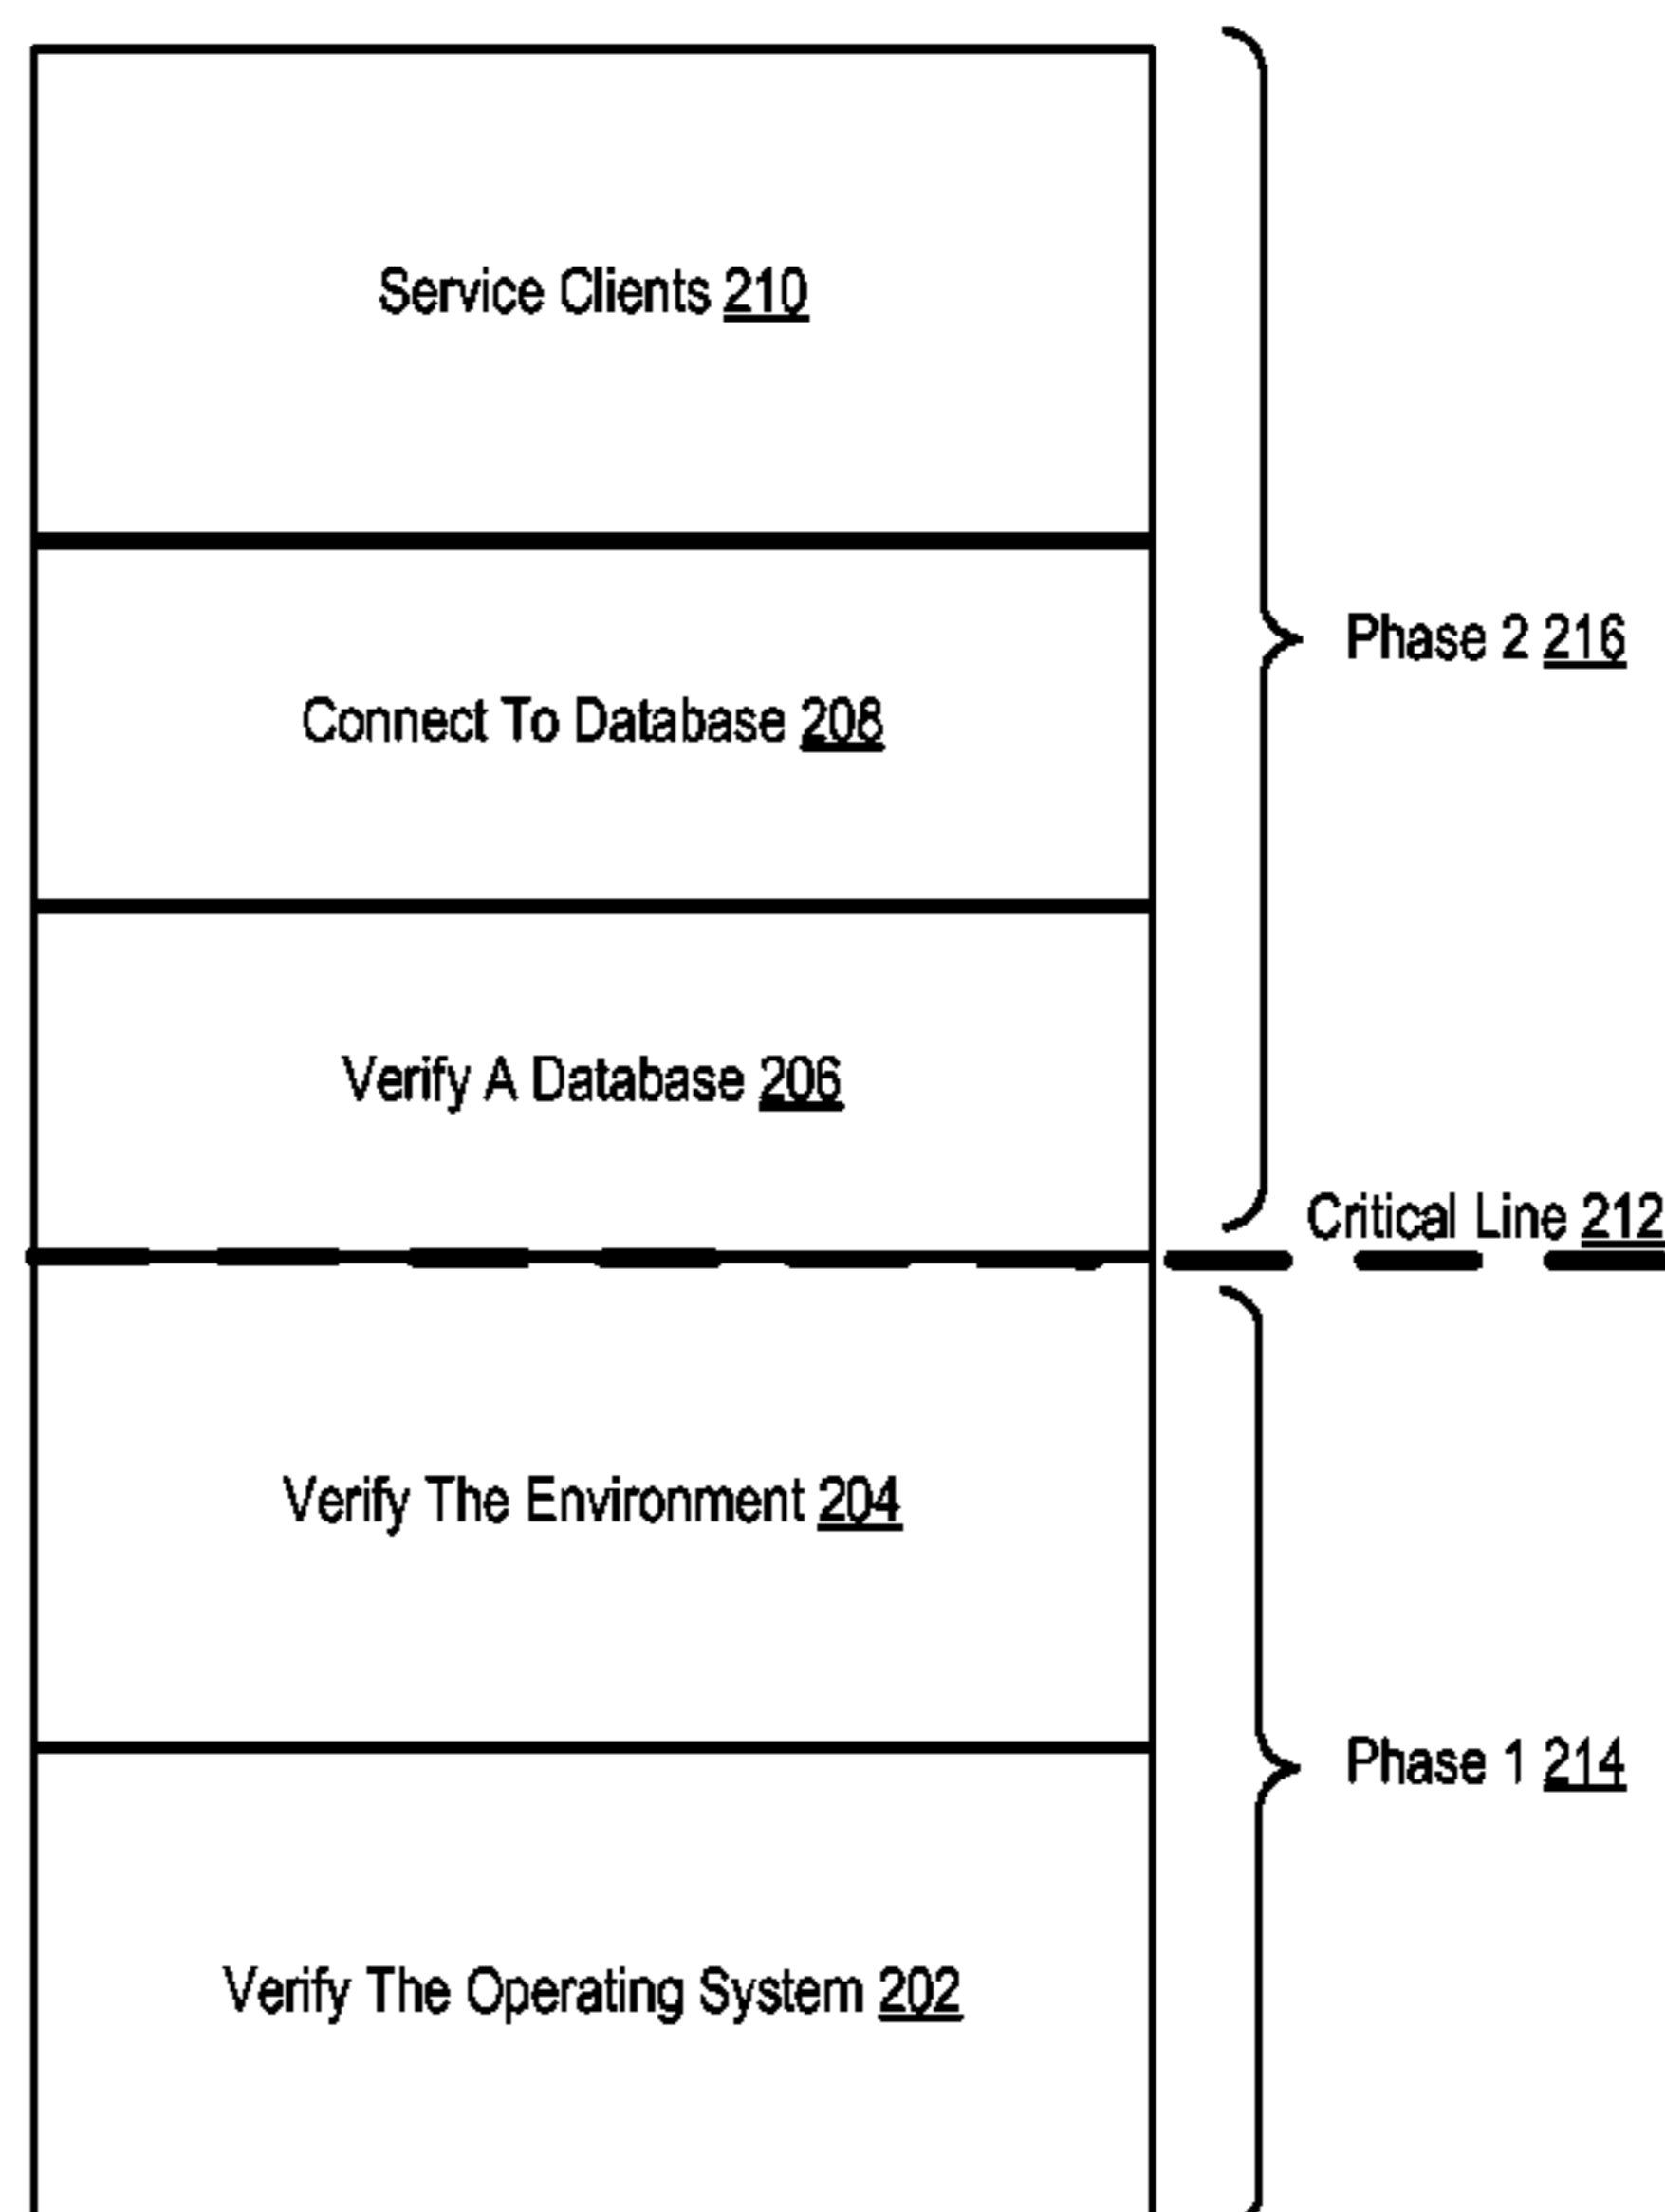 Service Clients 210
Phase 2 216
Connect To Database 208
Verify A Database 206
Critical Line 212
Verify The Environment 204
Phase 1 214
Verify The Operating System 202